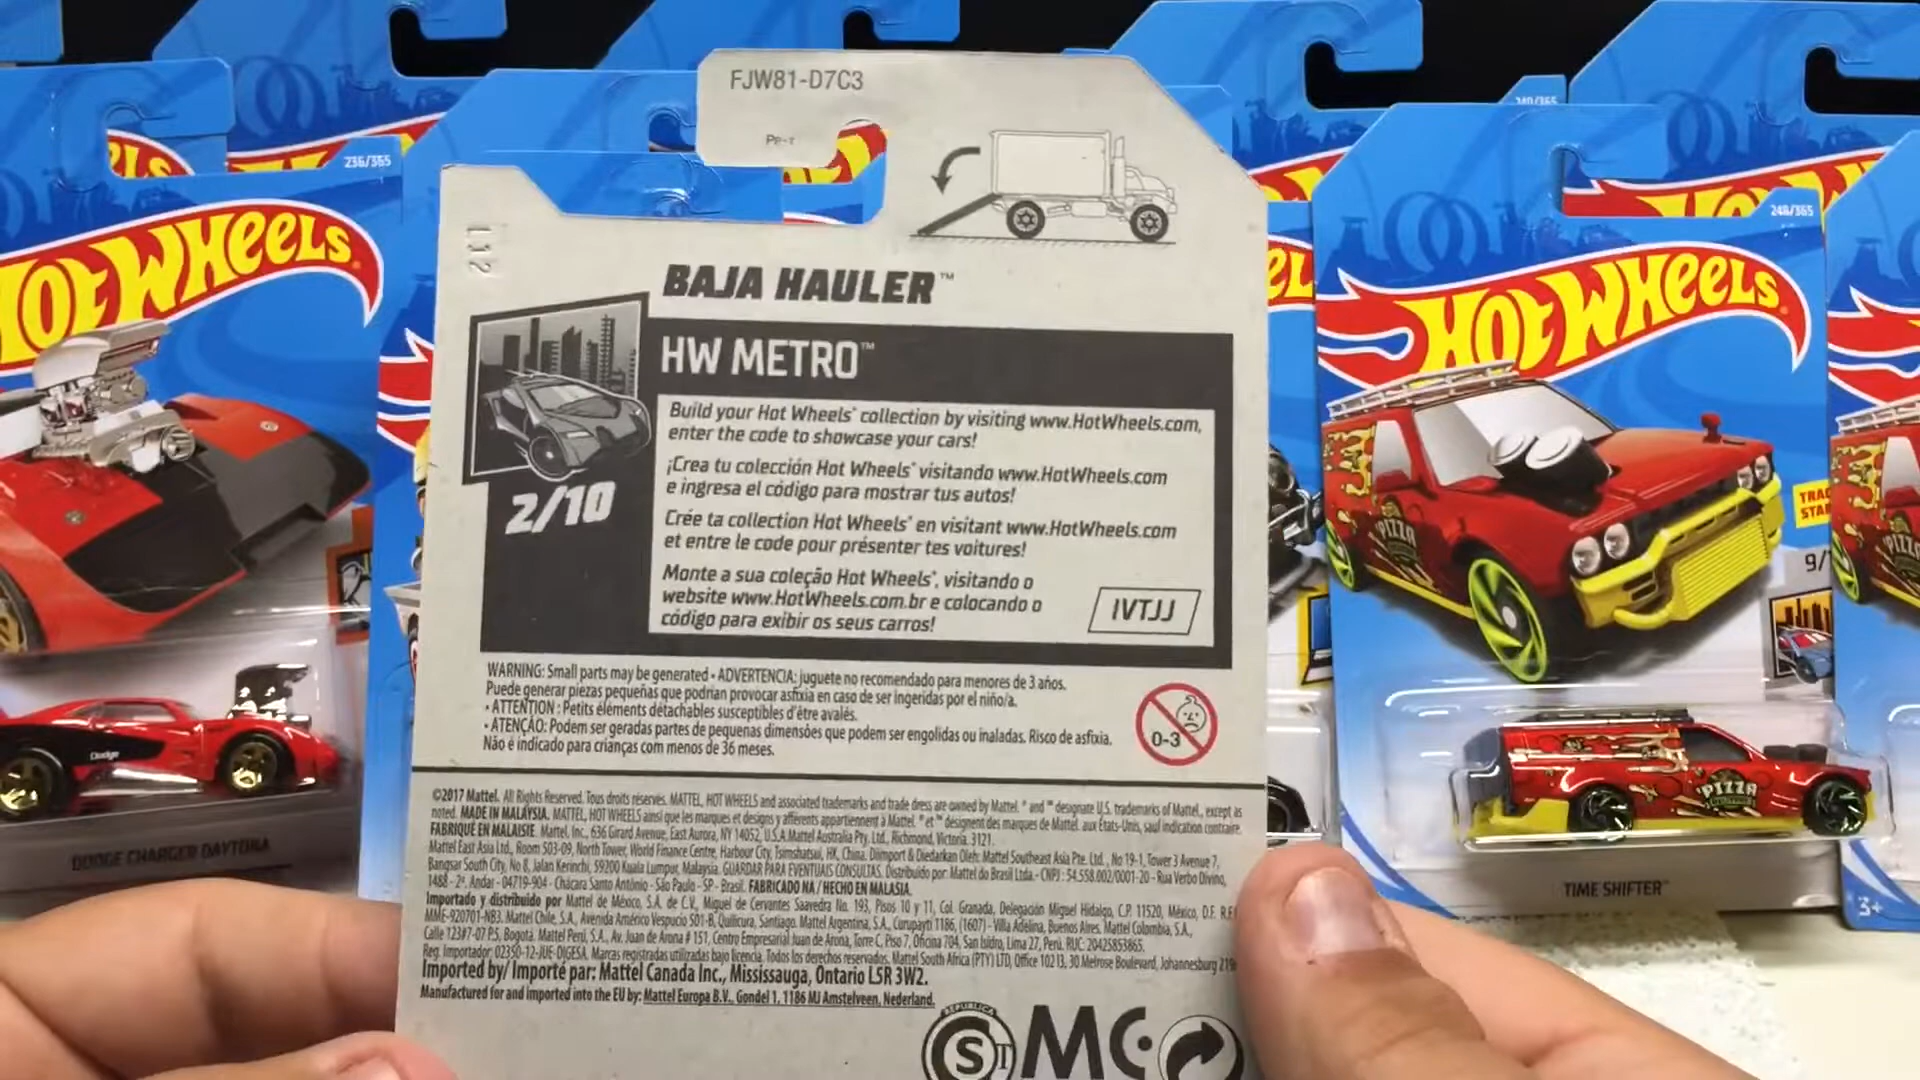 FJW81-D7C3
BAJA HAULER™
HW METRO™
2/10
Build your Hot Wheels® collection by visiting www.HotWheels.com,
enter the code to showcase your cars!
¡Crea tu colección Hot Wheels® visitando www.HotWheels.com
e ingresa el código para mostrar tus autos!
Crée ta collection Hot Wheels® en visitant www.HotWheels.com
et entre le code pour présenter tes voitures!
Monte a sua coleção Hot Wheels®, visitando o
website www.HotWheels.com.br e colocando o
código para exibir os seus carros!
IVTJJ
WARNING: Small parts may be generated • ADVERTENCIA: juguete no recomendado para menores de 3 años.
Puede generar piezas pequeñas que podrían provocar asfixia en caso de ser ingeridas por el niño/a.
• ATTENTION : Petits éléments détachables susceptibles d'être avalés.
• ATENÇÃO: Podem ser geradas partes de pequenas dimensões que podem ser engolidas ou inaladas. Risco de asfixia.
Não é indicado para crianças com menos de 36 meses.
0-3
©2017 Mattel. All Rights Reserved. Tous droits réservés. MATTEL, HOT WHEELS and associated trademarks and trade dress are owned by Mattel. ® and ™ designate U.S. trademarks of Mattel, except as
noted. MADE IN MALAYSIA. MATTEL, HOT WHEELS ainsi que les marques et designs y afférents appartiennent à Mattel. ® et ™ désignent des marques de Mattel aux États-Unis, sauf indication contraire.
FABRIQUÉ EN MALAISIE. Mattel, Inc., 636 Girard Avenue, East Aurora, NY 14052, U.S.A. Mattel Australia Pty. Ltd., Richmond, Victoria. 3121.
Mattel East Asia Ltd., Room 503-09, North Tower, World Finance Centre, Harbour City, Tsimshatsui, HK, China. Diimport & Diedarkan Oleh: Mattel Southeast Asia Pte. Ltd., No 19-1, Tower 3 Avenue 7,
Bangsar South City, No 8, Jalan Kerinchi, 59200 Kuala Lumpur, Malaysia. GUARDAR PARA EVENTUAIS CONSULTAS. Distribuido por: Mattel do Brasil Ltda. - CNPJ : 54.558.002/0001-20 - Rua Verbo Divino,
1488 - 2º. Andar - 04719-904 - Chácara Santo Antônio - São Paulo - SP - Brasil. FABRICADO NA / HECHO EN MALASIA.
Importado y distribuido por Mattel de México, S.A. de C.V., Miguel de Cervantes Saavedra No. 193, Pisos 10 y 11, Col. Granada, Delegación Miguel Hidalgo, C.P. 11520, México, D.F. R.F.
MME-920701-NB3. Mattel Chile, S.A., Avenida Américo Vespucio 501-B, Quilicura, Santiago. Mattel Argentina, S.A., Curupaytí 1186, (1607) - Villa Adelina, Buenos Aires. Mattel Colombia, S.A.,
Calle 123#7-07 P.5, Bogotá. Mattel Perú, S.A., Av. Juan de Arona # 151, Centro Empresarial Juan de Arona, Torre C, Piso 7, Oficina 704, San Isidro, Lima 27, Perú. RUC: 20425853865.
Reg. Importador: 02350-12-JUE-DIGESA. Marcas registradas utilizadas bajo licencia. Todos los derechos reservados. Mattel South Africa (PTY) LTD, Office 102 I3, 30 Melrose Boulevard, Johannesburg
Imported by/ Importé par: Mattel Canada Inc., Mississauga, Ontario L5R 3W2.
Manufactured for and imported into the EU by: Mattel Europa B.V., Gondel 1, 1186 MJ Amstelveen, Nederland.
REPUBLICA
S
MC
236/365
HOT WHEELS
Dodge
DODGE CHARGER DAYTONA
240/365
248/365
HOT WHEELS
PIZZA
9/
PIZZA
TIME SHIFTER™
3+